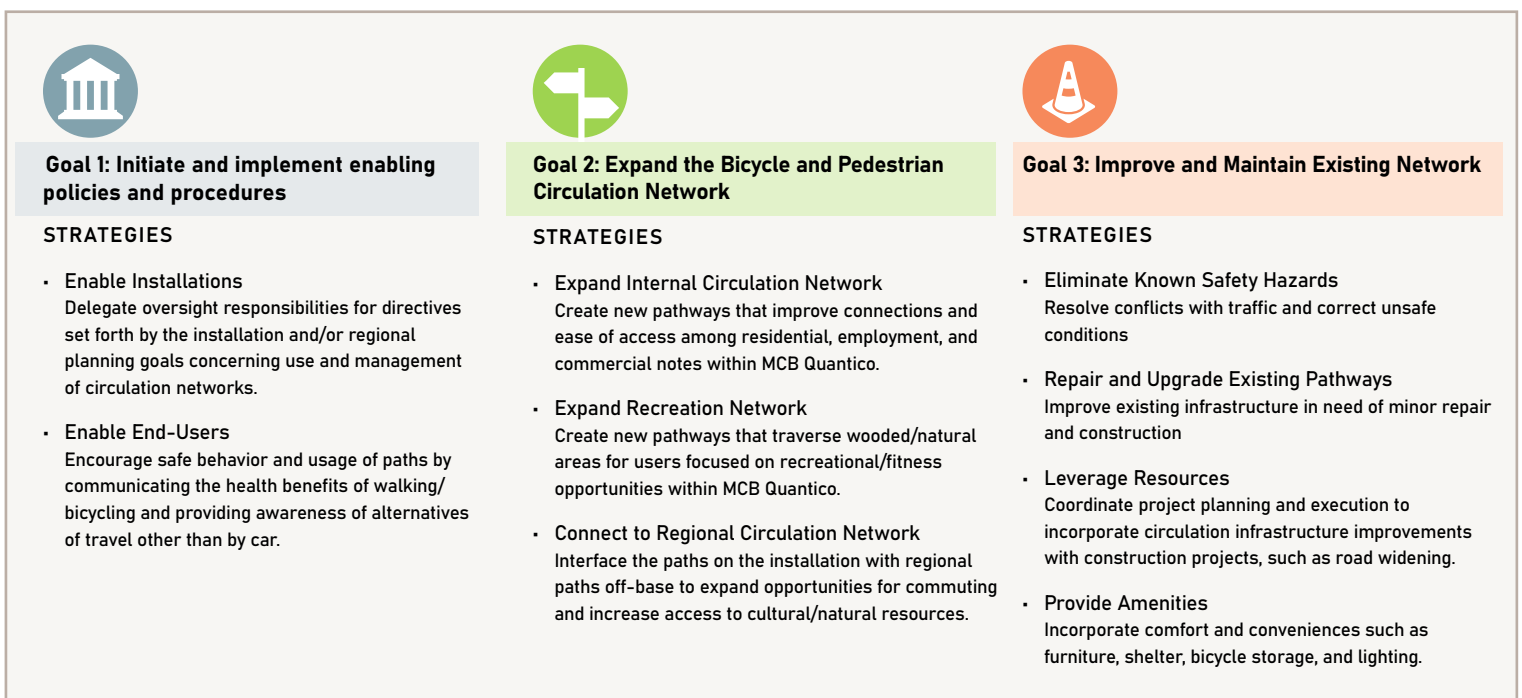 Goal 1: Initiate and implement enabling
policies and procedures
STRATEGIES
• Enable Installations
Delegate oversight responsibilities for directives
set forth by the installation and/or regional
planning goals concerning use and management
of circulation networks.
• Enable End-Users
Encourage safe behavior and usage of paths by
communicating the health benefits of walking/
bicycling and providing awareness of alternatives
of travel other than by car.
Goal 2: Expand the Bicycle and Pedestrian
Circulation Network
STRATEGIES
• Expand Internal Circulation Network
Create new pathways that improve connections and
ease of access among residential, employment, and
commercial notes within MCB Quantico.
• Expand Recreation Network
Create new pathways that traverse wooded/natural
areas for users focused on recreational/fitness
opportunities within MCB Quantico.
• Connect to Regional Circulation Network
Interface the paths on the installation with regional
paths off-base to expand opportunities for commuting
and increase access to cultural/natural resources.
Goal 3: Improve and Maintain Existing Network
STRATEGIES
• Eliminate Known Safety Hazards
Resolve conflicts with traffic and correct unsafe
conditions
• Repair and Upgrade Existing Pathways
Improve existing infrastructure in need of minor repair
and construction
• Leverage Resources
Coordinate project planning and execution to
incorporate circulation infrastructure improvements
with construction projects, such as road widening.
• Provide Amenities
Incorporate comfort and conveniences such as
furniture, shelter, bicycle storage, and lighting.